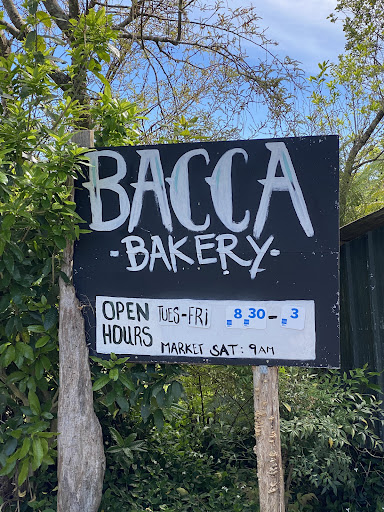 BACCA
- BAKERY -
OPEN HOURS TUES-FRI 8 30 - 3
MARKET SAT: 9AM